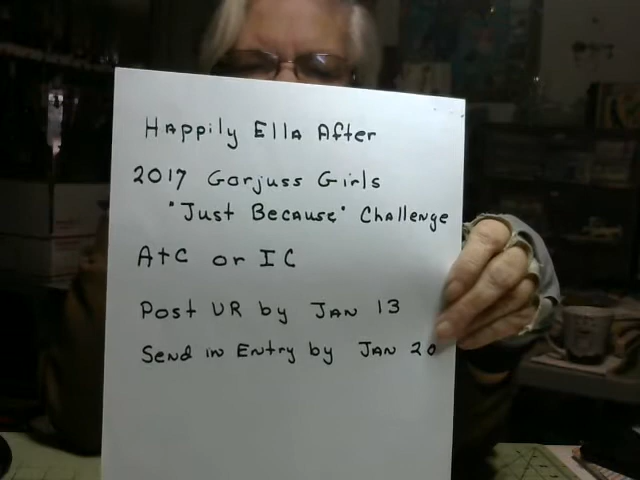 Happily Ella After
2017 Gorjuss Girls
"Just Because" Challenge
AtC or IC
Post UR by Jan 13
Send in Entry by Jan 20